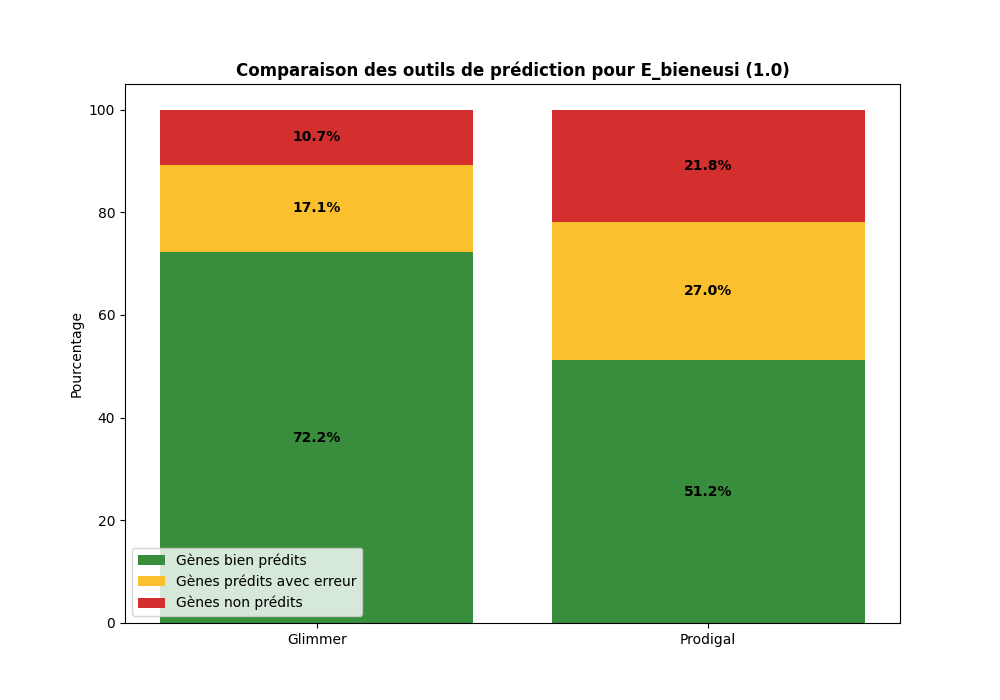 Comparaison des outils de prédiction pour E_bieneusi (1.0)
Pourcentage
100
80
60
40
20
0
10.7%
17.1%
72.2%
21.8%
27.0%
51.2%
Gènes bien prédits
Gènes prédits avec erreur
Gènes non prédits
Glimmer
Prodigal